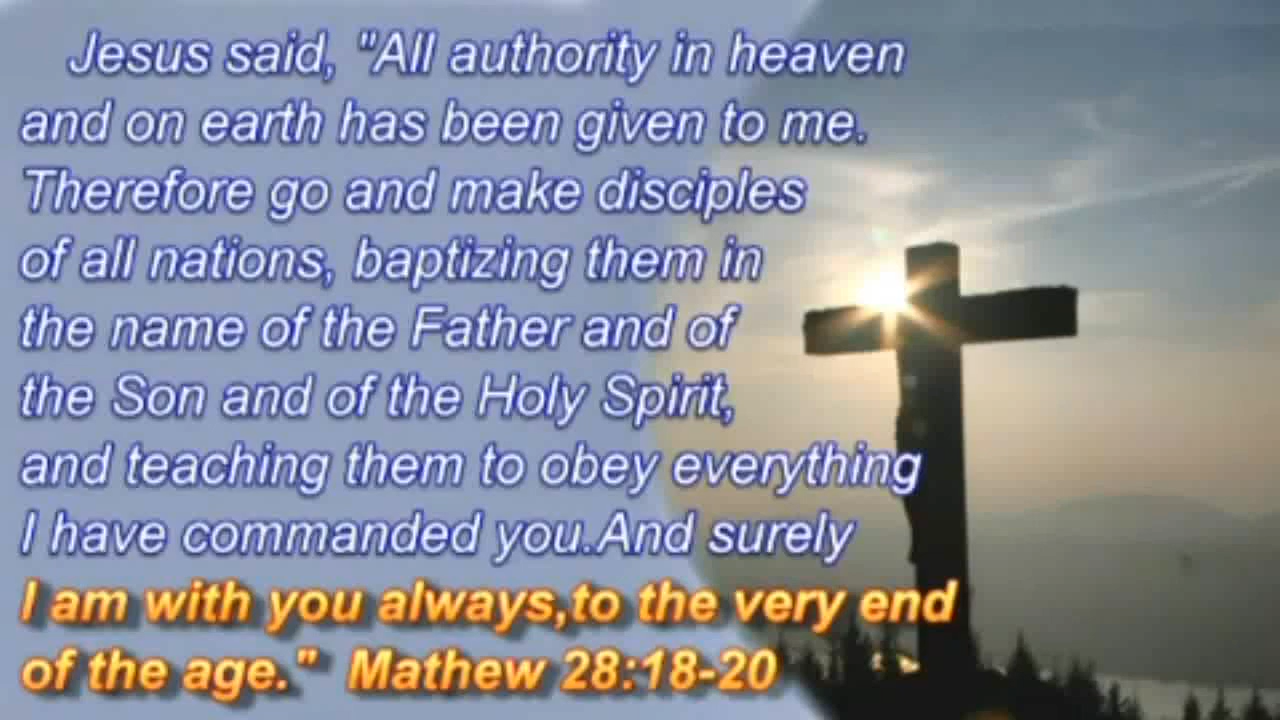 Jesus said, "All authority in heaven
and on earth has been given to me.
Therefore go and make disciples
of all nations, baptizing them in
the name of the Father and of
the Son and of the Holy Spirit,
and teaching them to obey everything
I have commanded you.And surely
I am with you always,to the very end
of the age." Mathew 28:18-20